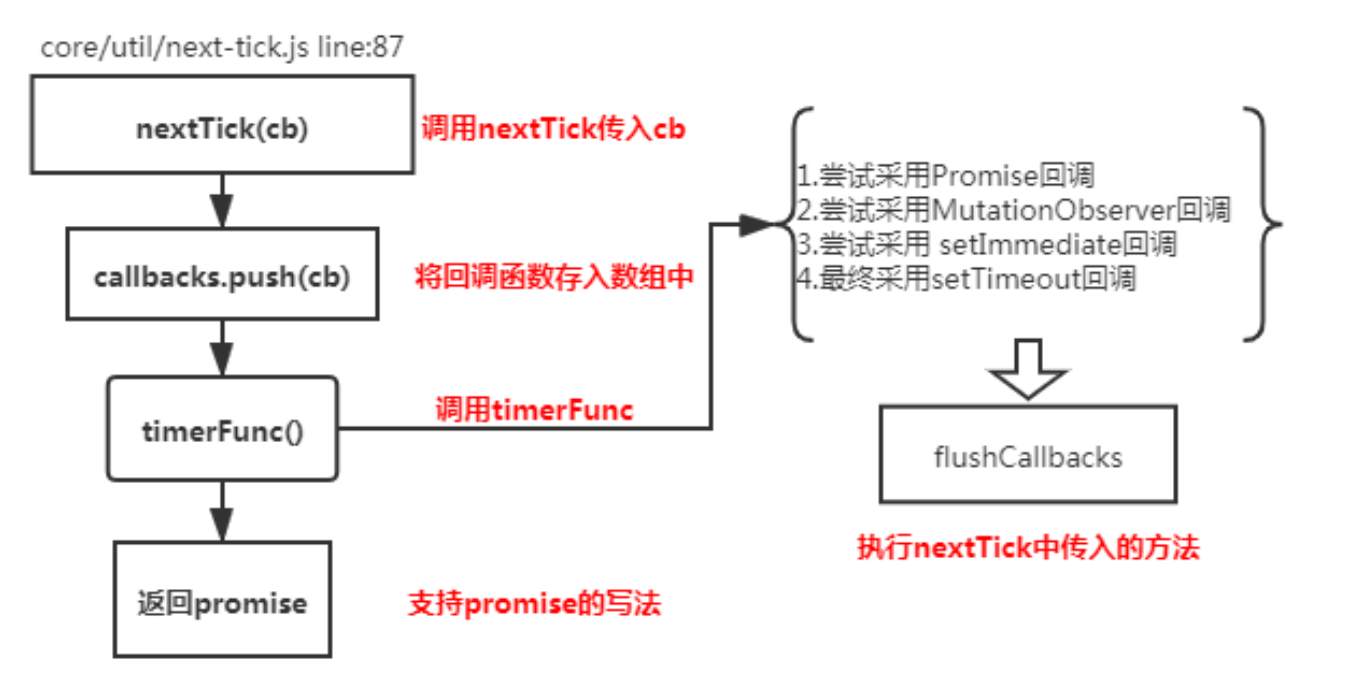 core/util/next-tick.js line:87
nextTick(cb)
调用nextTick传入cb
callbacks.push(cb)
将回调函数存入数组中
timerFunc()
调用timerFunc
返回promise
支持promise的写法
1.尝试采用Promise回调
2.尝试采用MutationObserver回调
3.尝试采用 setImmediate回调
4.最终采用setTimeout回调
flushCallbacks
执行nextTick中传入的方法